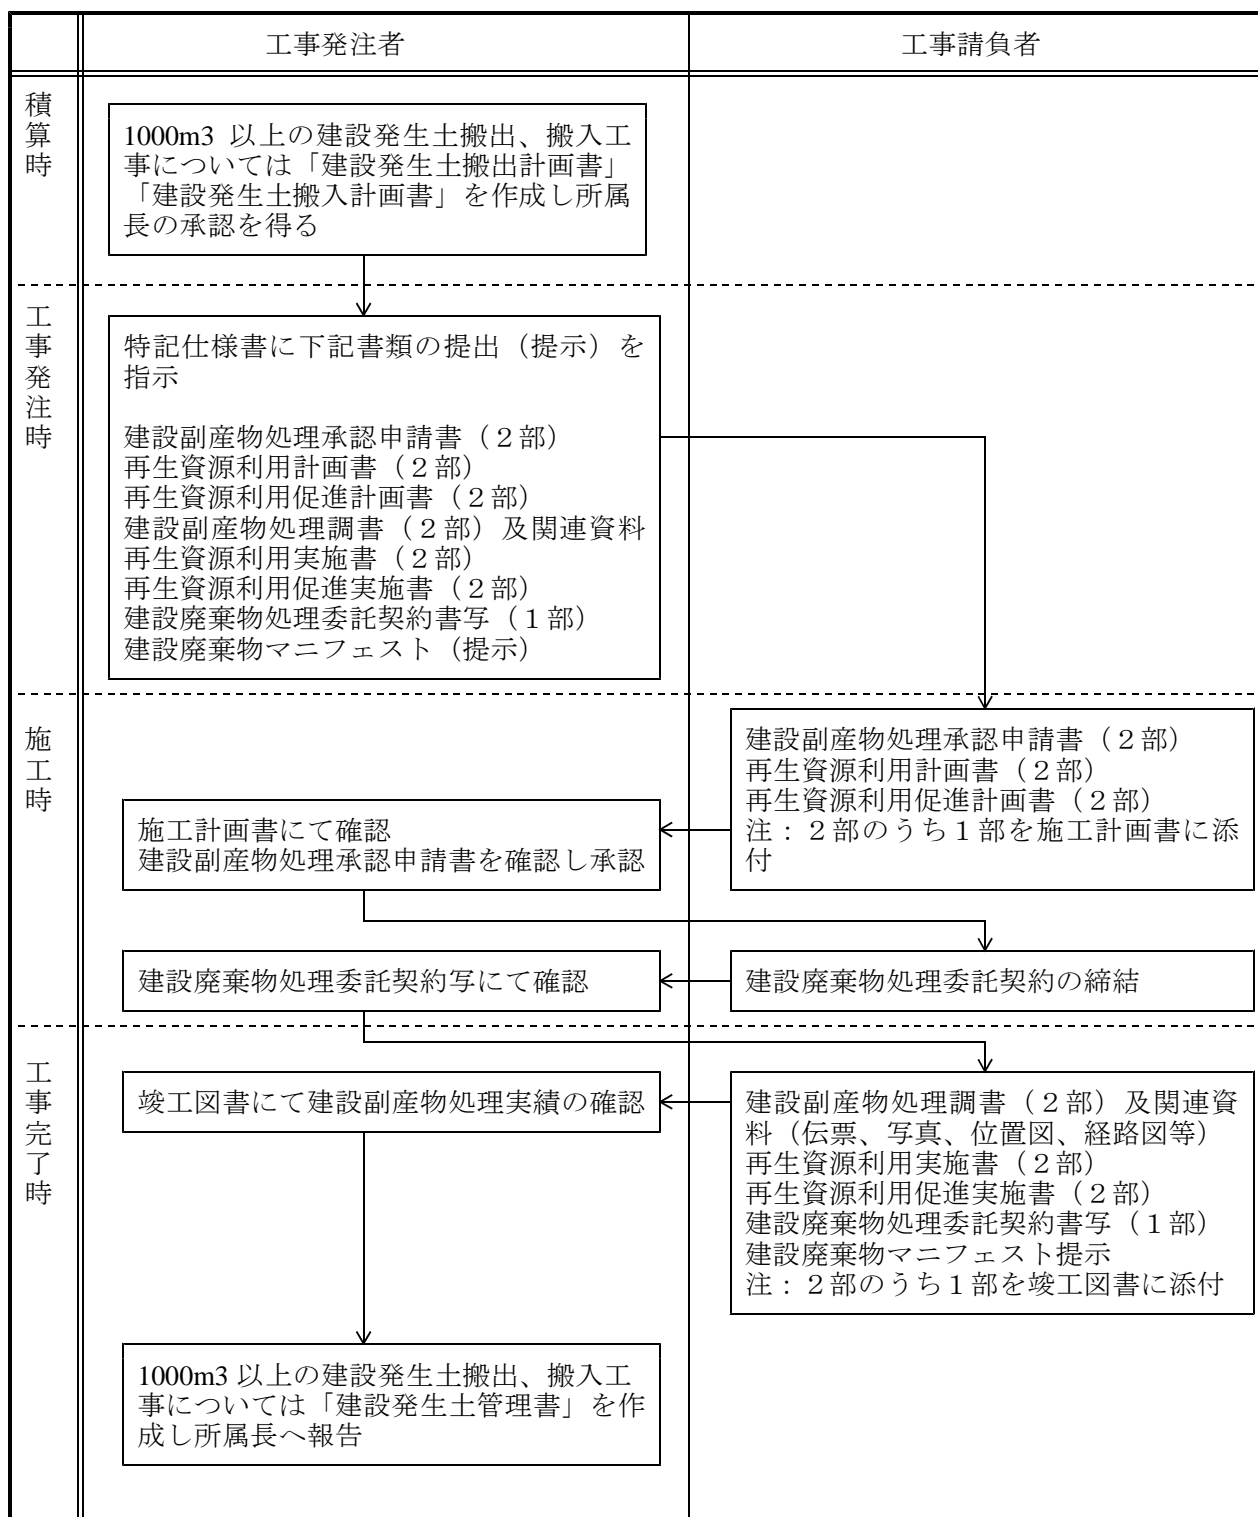 工事発注者
工事請負者
積算時
1000m3 以上の建設発生土搬出、搬入工
事については「建設発生土搬出計画書」
「建設発生土搬入計画書」を作成し所属
長の承認を得る
工事発注時
特記仕様書に下記書類の提出（提示）を
指示
建設副産物処理承認申請書（２部）
再生資源利用計画書（２部）
再生資源利用促進計画書（２部）
建設副産物処理調書（２部）及関連資料
再生資源利用実施書（２部）
再生資源利用促進実施書（２部）
建設廃棄物処理委託契約書写（１部）
建設廃棄物マニフェスト（提示）
施工時
建設副産物処理承認申請書（２部）
再生資源利用計画書（２部）
再生資源利用促進計画書（２部）
注：２部のうち１部を施工計画書に添
付
施工計画書にて確認
建設副産物処理承認申請書を確認し承認
建設廃棄物処理委託契約写にて確認
建設廃棄物処理委託契約の締結
工事完了時
竣工図書にて建設副産物処理実績の確認
建設副産物処理調書（２部）及関連資
料（伝票、写真、位置図、経路図等）
再生資源利用実施書（２部）
再生資源利用促進実施書（２部）
建設廃棄物処理委託契約書写（１部）
建設廃棄物マニフェスト提示
注：２部のうち１部を竣工図書に添付
1000m3 以上の建設発生土搬出、搬入工
事については「建設発生土管理書」を作
成し所属長へ報告